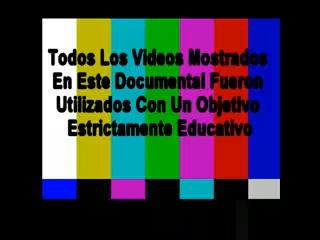 Todos Los Videos Mostrados
En Este Documental Fueron
Utilizados Con Un Objetivo
Estrictamente Educativo